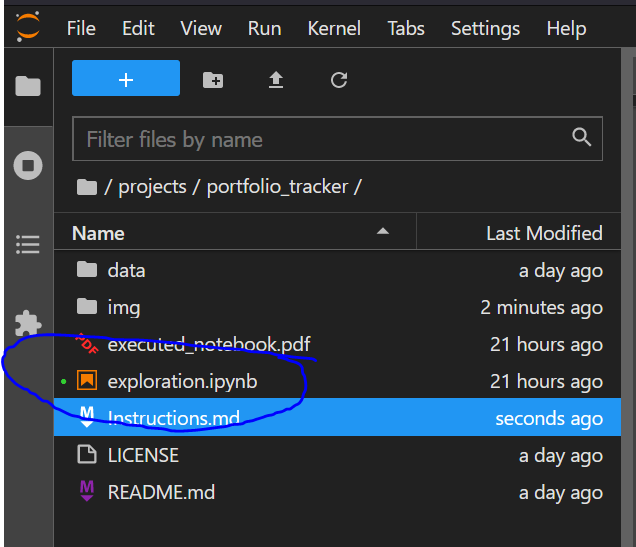 File Edit View Run Kernel Tabs Settings Help
+
Filter files by name
/ projects / portfolio_tracker /
Name Last Modified
data a day ago
img 2 minutes ago
PDF executed_notebook.pdf 21 hours ago
exploration.ipynb 21 hours ago
M Instructions.md seconds ago
LICENSE a day ago
M README.md a day ago